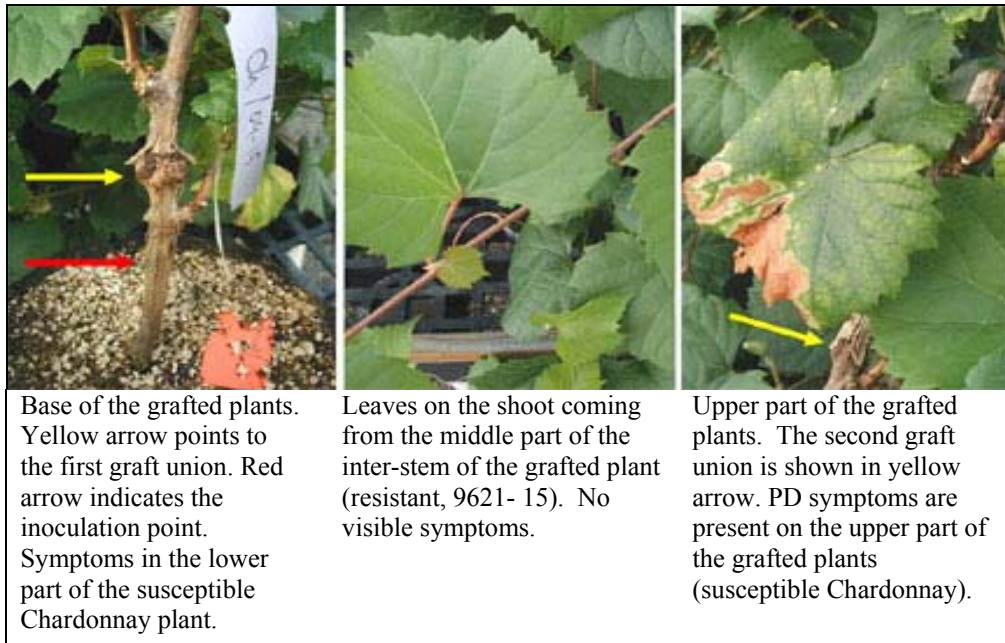 Base of the grafted plants.
Yellow arrow points to
the first graft union. Red
arrow indicates the
inoculation point.
Symptoms in the lower
part of the susceptible
Chardonnay plant.
Leaves on the shoot coming
from the middle part of the
inter-stem of the grafted plant
(resistant, 9621- 15).  No
visible symptoms.
Upper part of the grafted
plants.  The second graft
union is shown in yellow
arrow. PD symptoms are
present on the upper part of
the grafted plants
(susceptible Chardonnay).